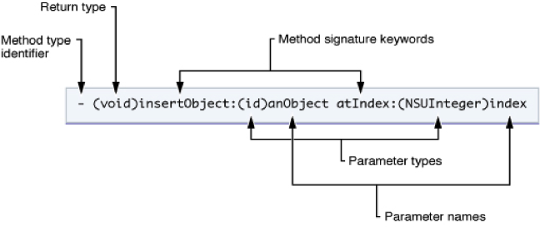 Return type
Method type
identifier
Method signature keywords
- (void)insertObject:(id)anObject atIndex:(NSUInteger)index
Parameter types
Parameter names